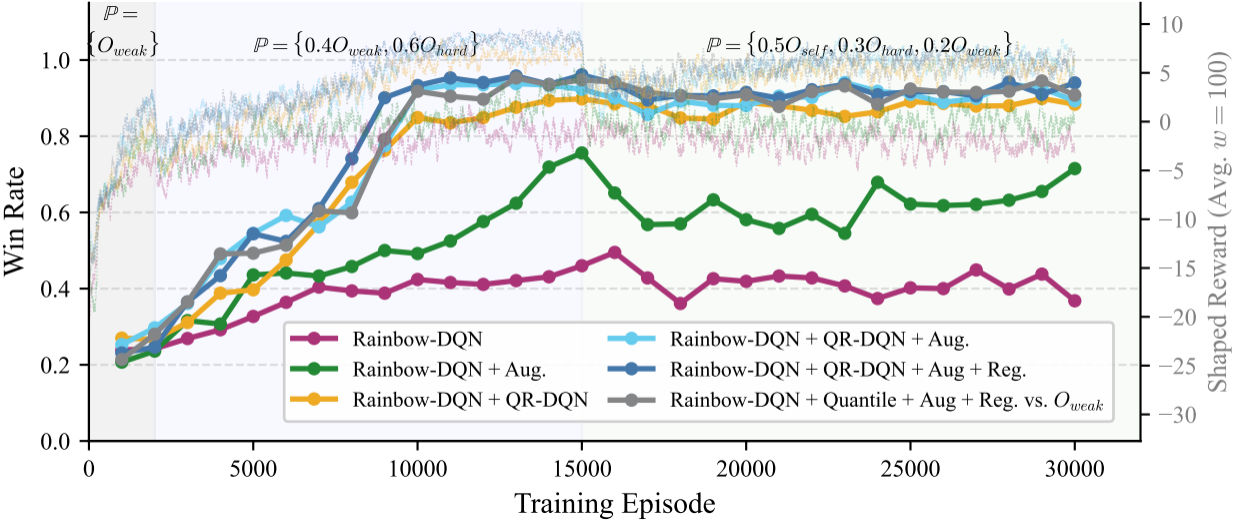 ℙ =
{O_weak}
ℙ = {0.4O_weak, 0.6O_hard}
ℙ = {0.5O_self, 0.3O_hard, 0.2O_weak}
Win Rate
1.0
0.8
0.6
0.4
0.2
0.0
10
5
0
−5
−10
−15
−20
−25
−30
Shaped Reward (Avg. w = 100)
Rainbow-DQN
Rainbow-DQN + Aug.
Rainbow-DQN + QR-DQN
Rainbow-DQN + QR-DQN + Aug.
Rainbow-DQN + QR-DQN + Aug + Reg.
Rainbow-DQN + Quantile + Aug + Reg. vs. O_weak
0 5000 10000 15000 20000 25000 30000
Training Episode